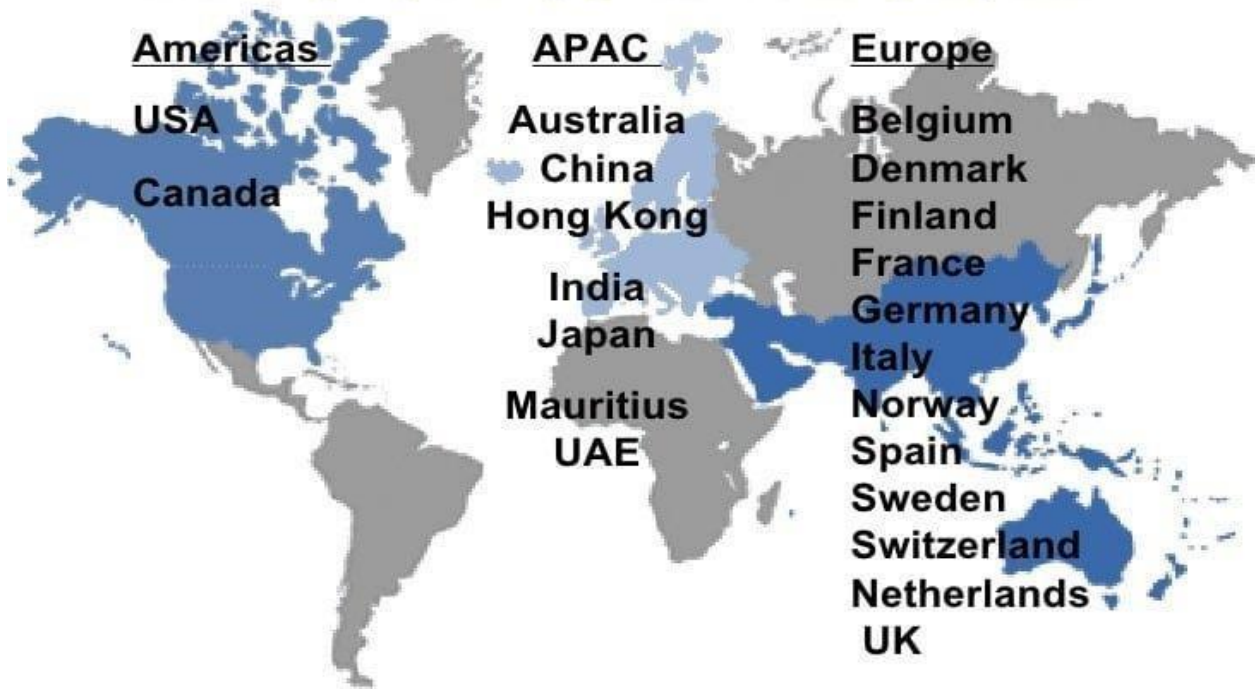 Americas
USA
Canada
APAC
Australia
China
Hong Kong
India
Japan
Mauritius
UAE
Europe
Belgium
Denmark
Finland
France
Germany
Italy
Norway
Spain
Sweden
Switzerland
Netherlands
UK